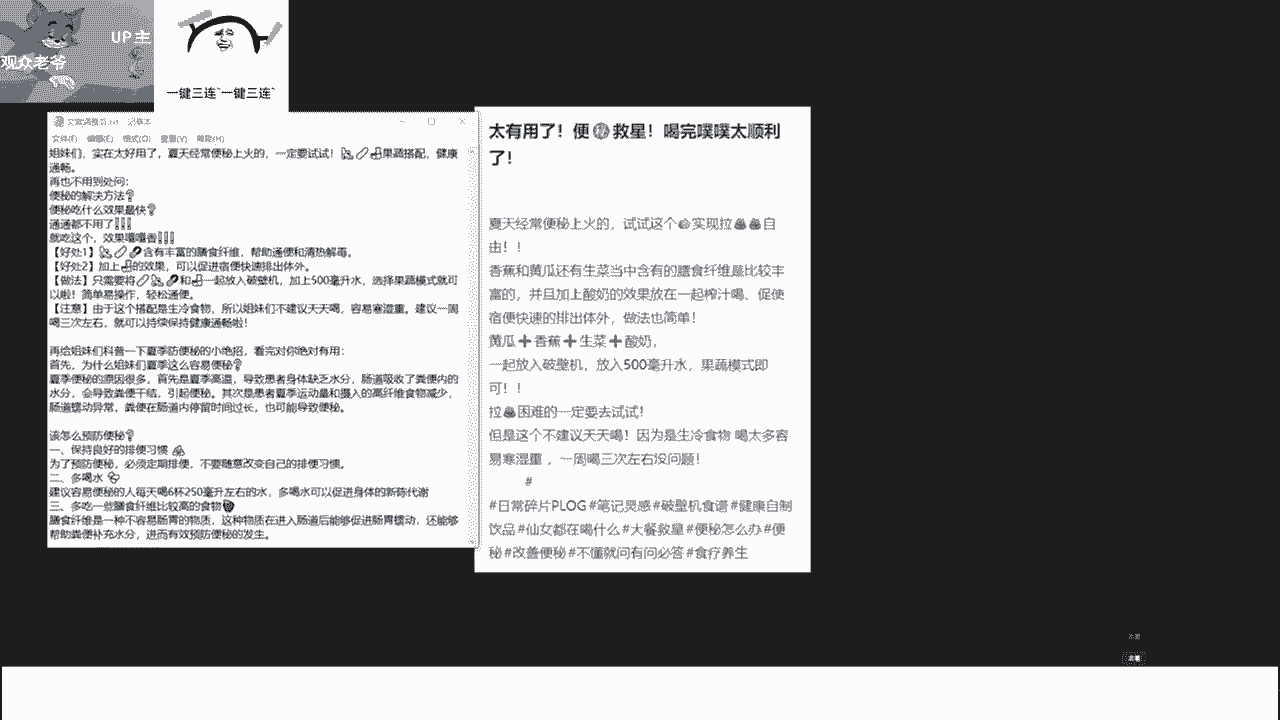 UP主
观众老爷
一键三连~一键三连~
文件(F) 编辑(E) 格式(O) 查看(V) 帮助(H)
姐妹们，实在太好用了，夏天经常便秘上火的，一定要试试！🍌🥒🥛果蔬搭配，健康
通畅。
再也不用到处问：
便秘的解决方法❓
便秘吃什么效果最快❓
通通都不用了❗❗❗
就吃这个，效果嘎嘎香❗❗❗
【好处1】🍌🥒🥬含有丰富的膳食纤维，帮助通便和清热解毒。
【好处2】加上🥛的效果，可以促进宿便快速排出体外。
【做法】只需要将🥒🍌🥬和🥛一起放入破壁机，加上500毫升水，选择果蔬模式就可
以啦！简单易操作，轻松通便。
【注意】由于这个搭配是生冷食物，所以姐妹们不建议天天喝，容易寒湿重。建议一周
喝三次左右，就可以持续保持健康通畅啦！
再给姐妹们科普一下夏季防便秘的小绝招，看完对你绝对有用：
首先，为什么姐妹们夏季这么容易便秘❓
夏季便秘的原因很多，首先是夏季高温，导致患者身体缺乏水分，肠道吸收了粪便内的
水分，会导致粪便干结，引起便秘。其次是患者夏季运动量和摄入的高纤维食物减少，
肠道蠕动异常，粪便在肠道内停留时间过长，也可能导致便秘。
该怎么预防便秘❓
一、保持良好的排便习惯
为了预防便秘，必须定期排便，不要随意改变自己的排便习惯。
二、多喝水
建议容易便秘的人每天喝6杯250毫升左右的水，多喝水可以促进身体的新陈代谢
三、多吃一些膳食纤维比较高的食物
膳食纤维是一种不容易肠胃的物质，这种物质在进入肠道后能够促进肠胃蠕动，还能够
帮助粪便补充水分，进而有效预防便秘的发生。
太有用了！便㊙救星！喝完噗噗太顺利
了！
夏天经常便秘上火的，试试这个👉实现拉💩💩自
由！！
香蕉和黄瓜还有生菜当中含有的膳食纤维是比较丰
富的，并且加上酸奶的效果放在一起榨汁喝、促使
宿便快速的排出体外，做法也简单！
黄瓜➕香蕉➕生菜➕酸奶，
一起放入破壁机，放入500毫升水，果蔬模式即
可！！
拉💩困难的一定要去试试！
但是这个不建议天天喝！因为是生冷食物 喝太多容
易寒湿重 ，一周喝三次左右没问题！
#
#日常碎片PLOG#笔记灵感#破壁机食谱#健康自制
饮品#仙女都在喝什么#大餐救星#便秘怎么办#便
秘#改善便秘#不懂就问有问必答#食疗养生